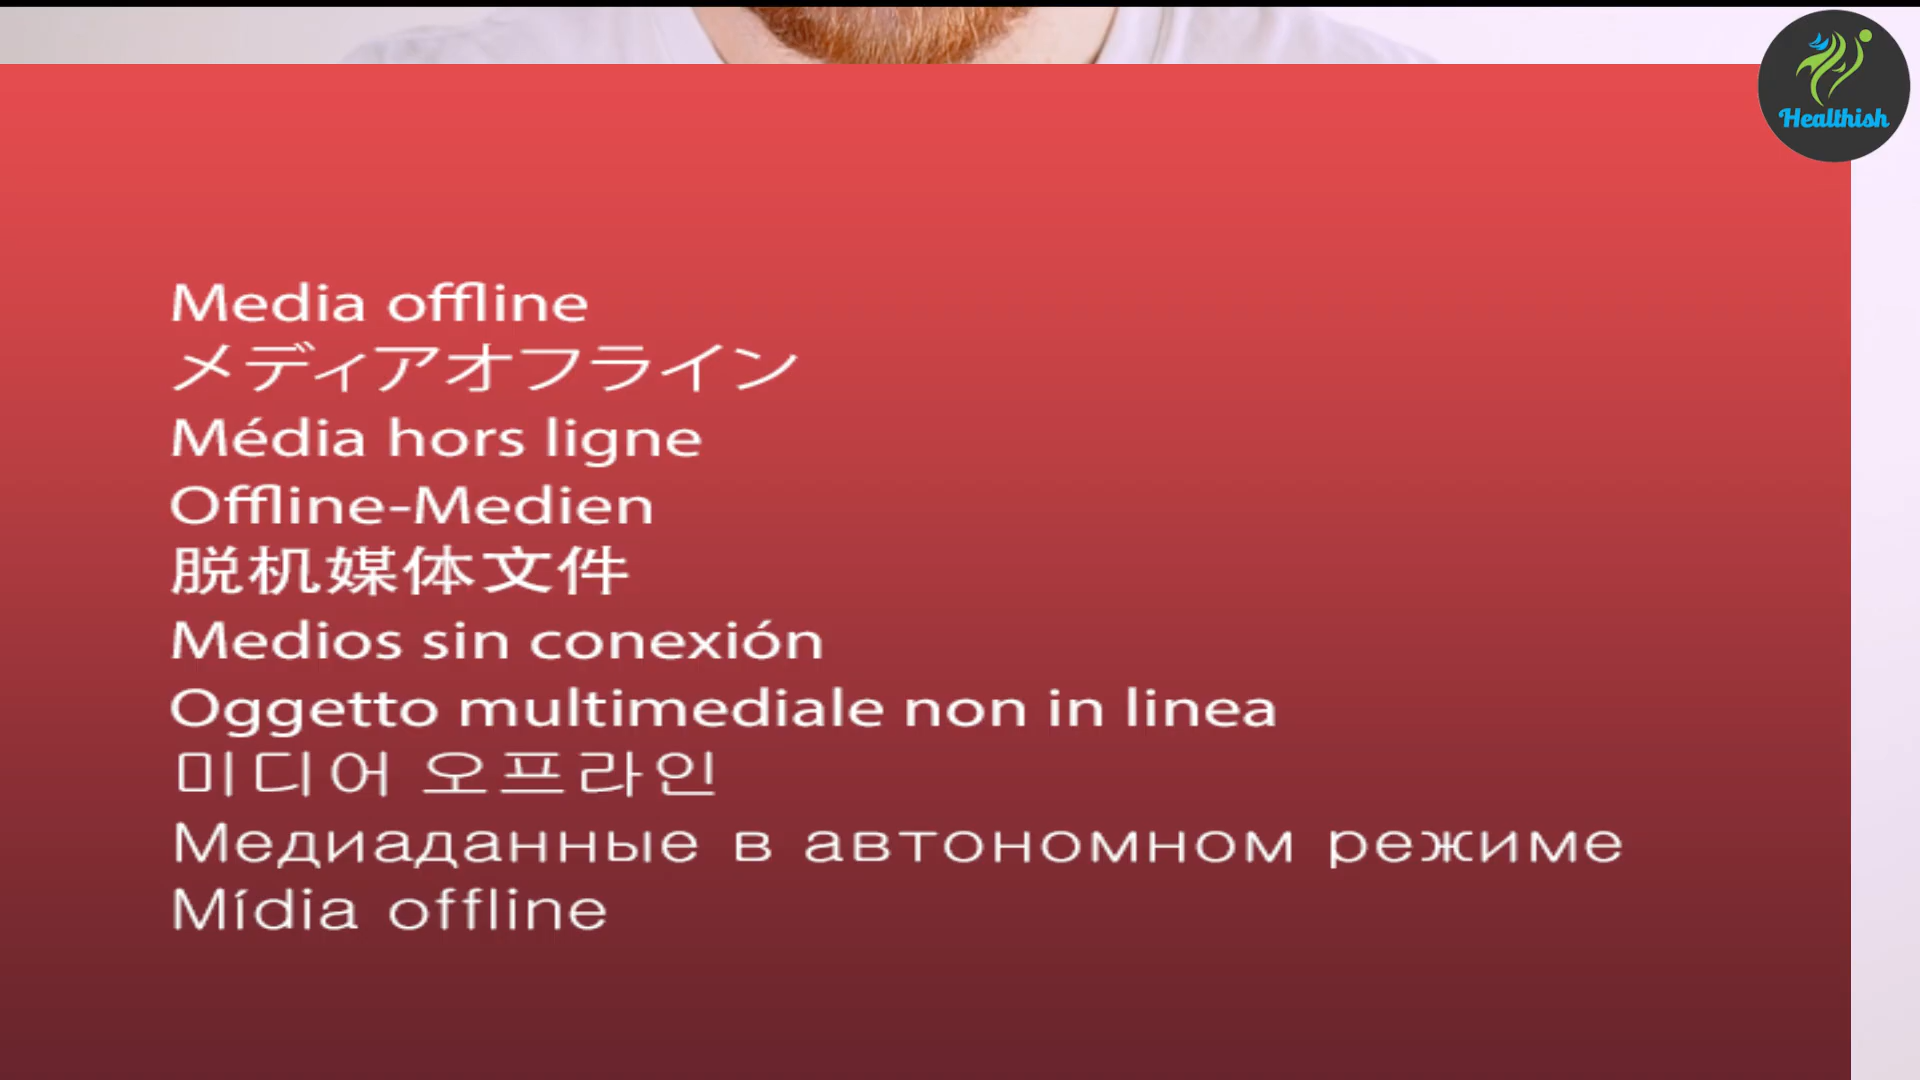 Healthish
Media offline
メディアオフライン
Média hors ligne
Offline-Medien
脱机媒体文件
Medios sin conexión
Oggetto multimediale non in linea
미디어 오프라인
Медиаданные в автономном режиме
Mídia offline